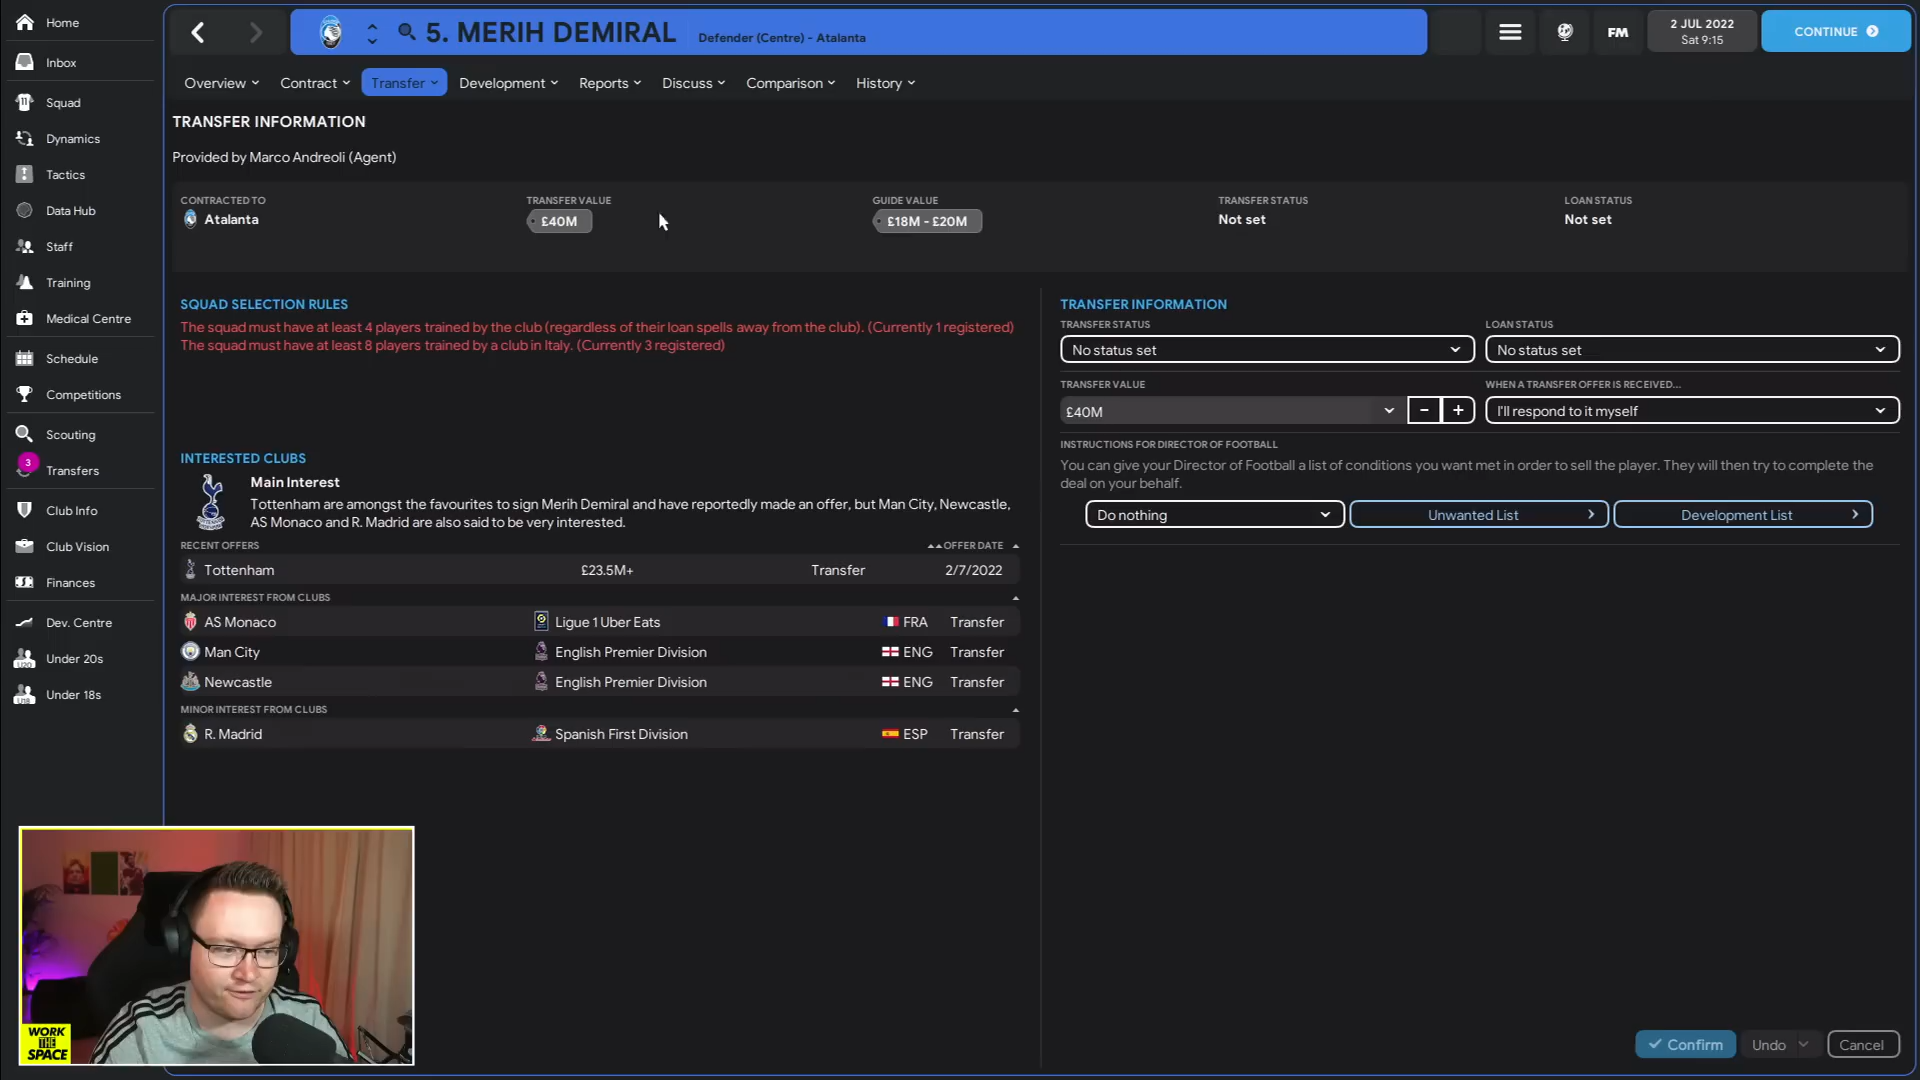 Home
Inbox
Squad
Dynamics
Tactics
Data Hub
Staff
Training
Medical Centre
Schedule
Competitions
Scouting
3
Transfers
Club Info
Club Vision
Finances
Dev. Centre
Under 20s
Under 18s
5. MERIH DEMIRAL
Defender (Centre) - Atalanta
FM
2 JUL 2022
Sat 9:15
CONTINUE
Overview
Contract
Transfer
Development
Reports
Discuss
Comparison
History
TRANSFER INFORMATION
Provided by Marco Andreoli (Agent)
CONTRACTED TO
Atalanta
TRANSFER VALUE
£40M
GUIDE VALUE
£18M - £20M
TRANSFER STATUS
Not set
LOAN STATUS
Not set
SQUAD SELECTION RULES
The squad must have at least 4 players trained by the club (regardless of their loan spells away from the club). (Currently 1 registered)
The squad must have at least 8 players trained by a club in Italy. (Currently 3 registered)
INTERESTED CLUBS
Main Interest
Tottenham are amongst the favourites to sign Merih Demiral and have reportedly made an offer, but Man City, Newcastle,
AS Monaco and R. Madrid are also said to be very interested.
RECENT OFFERS OFFER DATE
Tottenham £23.5M+ Transfer 2/7/2022
MAJOR INTEREST FROM CLUBS
AS Monaco Ligue 1 Uber Eats FRA Transfer
Man City English Premier Division ENG Transfer
Newcastle English Premier Division ENG Transfer
MINOR INTEREST FROM CLUBS
R. Madrid Spanish First Division ESP Transfer
TRANSFER INFORMATION
TRANSFER STATUS
No status set
LOAN STATUS
No status set
TRANSFER VALUE
£40M
- +
WHEN A TRANSFER OFFER IS RECEIVED...
I'll respond to it myself
INSTRUCTIONS FOR DIRECTOR OF FOOTBALL
You can give your Director of Football a list of conditions you want met in order to sell the player. They will then try to complete the
deal on your behalf.
Do nothing
Unwanted List
Development List
Confirm
Undo
Cancel
WORK
THE
SPACE